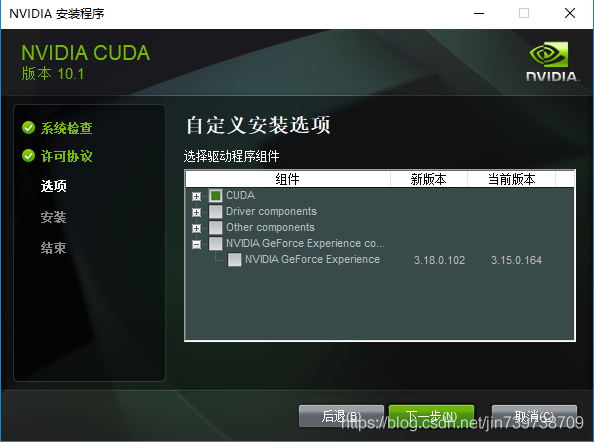 NVIDIA 安装程序
NVIDIA CUDA
版本 10.1
NVIDIA.
系统检查
许可协议
选项
安装
结束
自定义安装选项
选择驱动程序组件
组件 新版本 当前版本
CUDA
Driver components
Other components
NVIDIA GeForce Experience co...
NVIDIA GeForce Experience 3.18.0.102 3.15.0.164
后退(B) 下一步(N) 取消(C)
https://blog.csdn.net/jin739738709